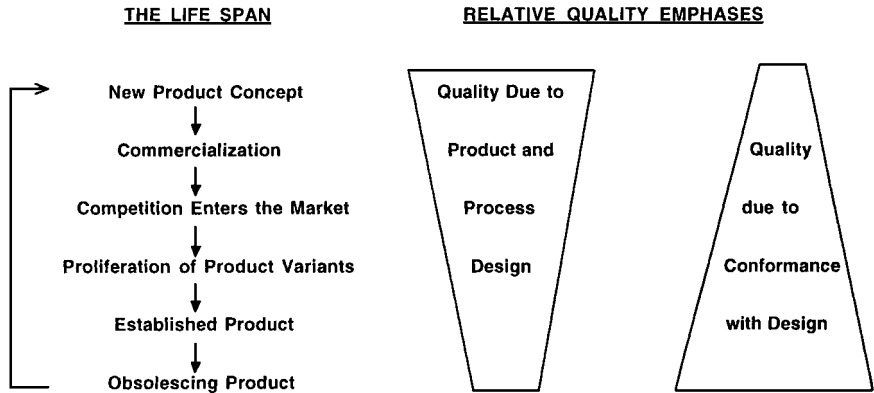 THE LIFE SPAN
RELATIVE QUALITY EMPHASES
New Product Concept
Commercialization
Competition Enters the Market
Proliferation of Product Variants
Established Product
Obsolescing Product
Quality Due to
Product and
Process
Design
Quality
due to
Conformance
with Design